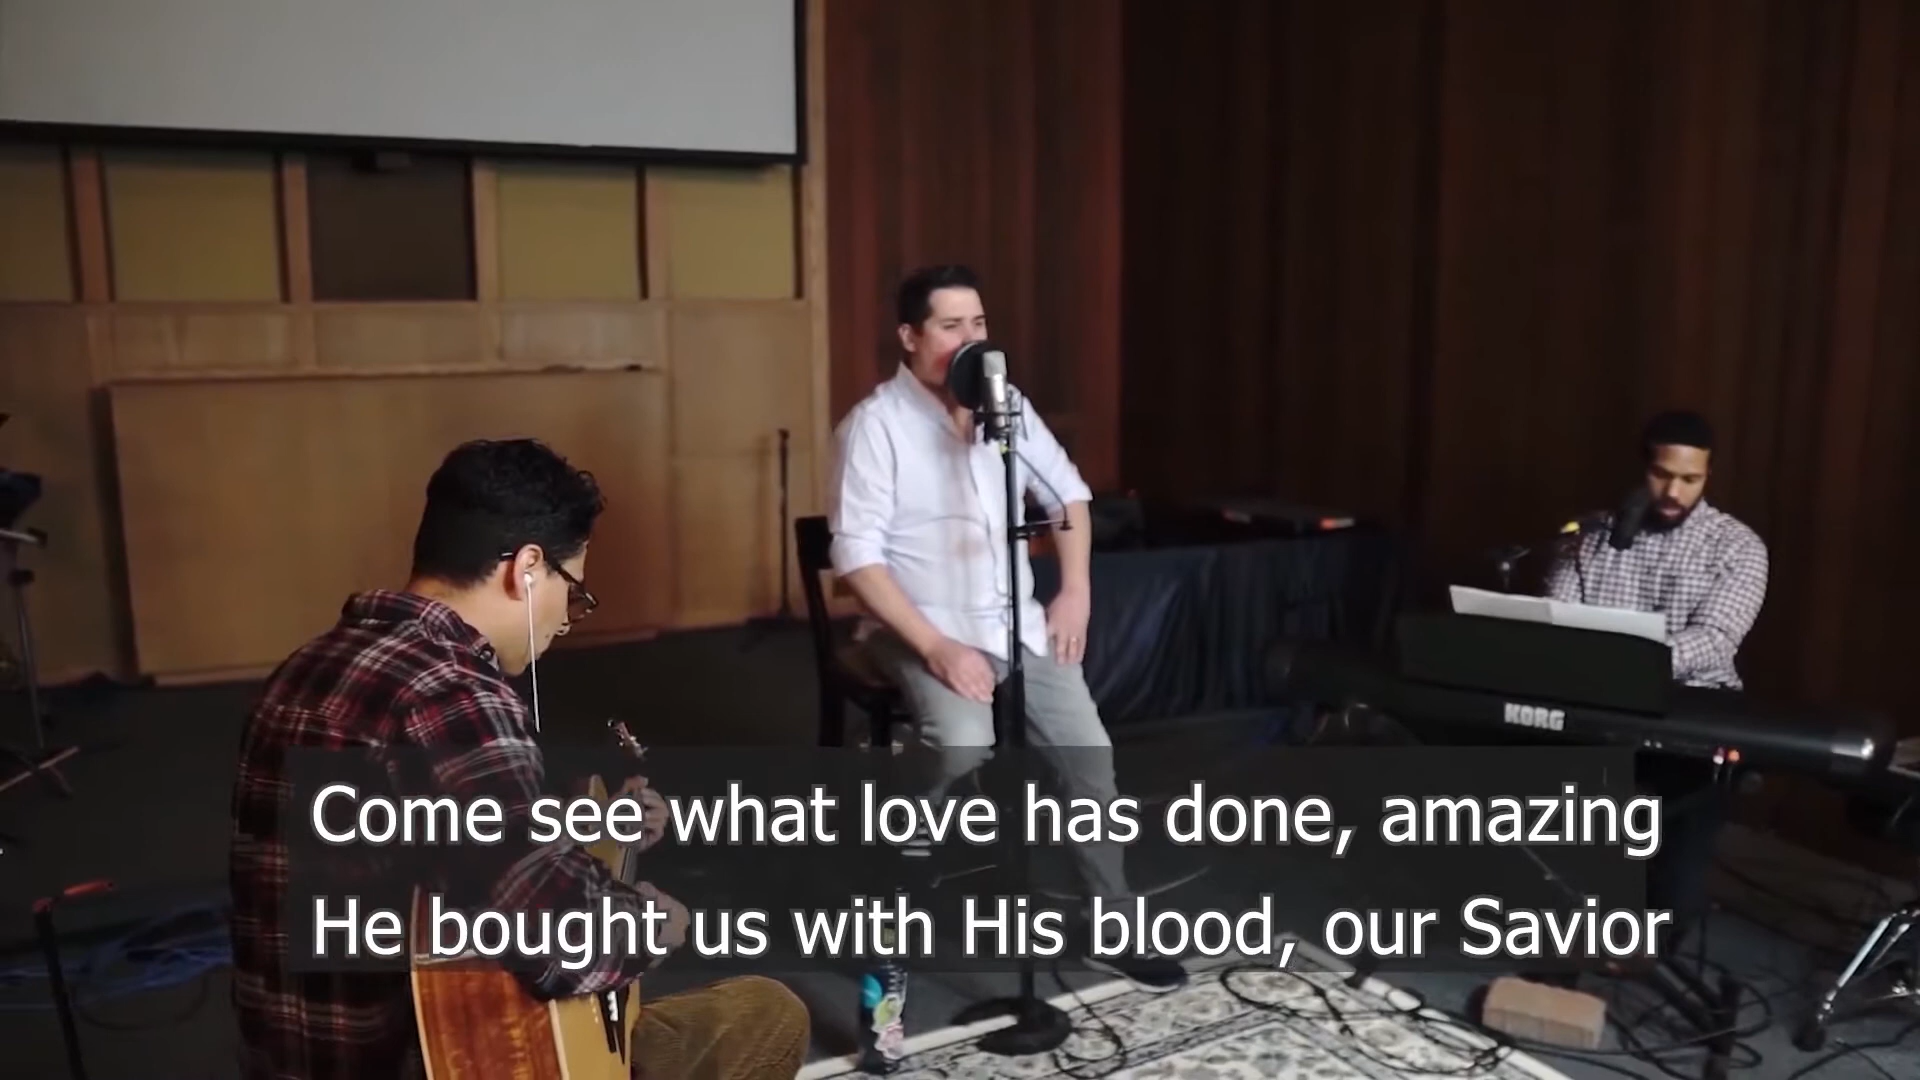 KORG
Come see what love has done, amazing
He bought us with His blood, our Savior